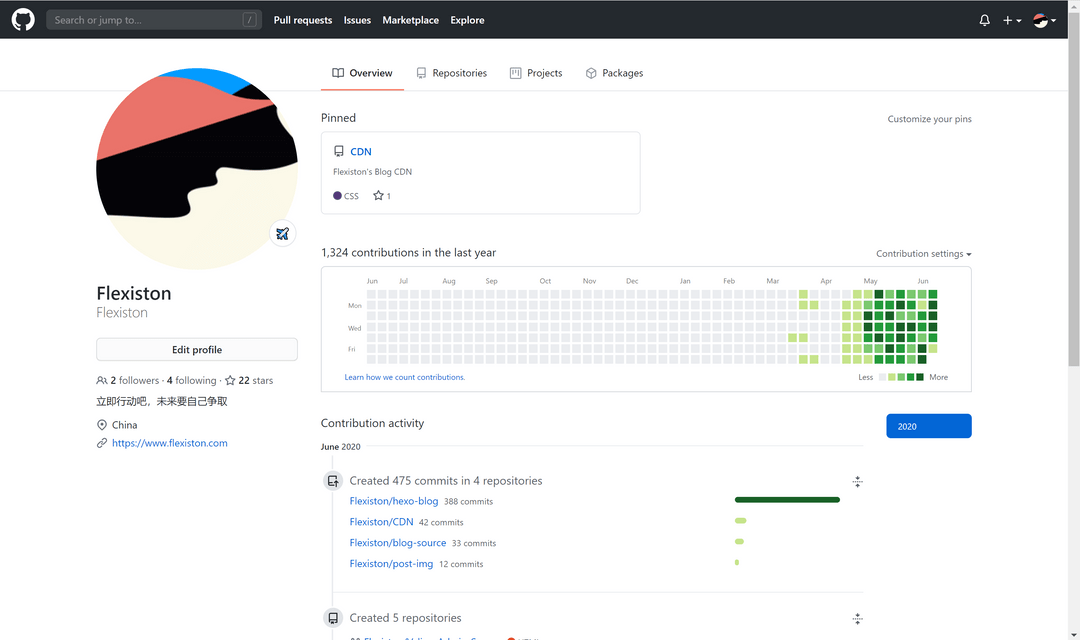 Search or jump to... / Pull requests Issues Marketplace Explore
Overview Repositories Projects Packages
Pinned Customize your pins
CDN
Flexiston's Blog CDN
CSS 1
1,324 contributions in the last year Contribution settings
Jun Jul Aug Sep Oct Nov Dec Jan Feb Mar Apr May Jun
Mon
Wed
Fri
Learn how we count contributions. Less More
Flexiston
Flexiston
Edit profile
2 followers · 4 following · 22 stars
立即行动吧，未来要自己争取
China
https://www.flexiston.com
Contribution activity 2020
June 2020
Created 475 commits in 4 repositories
Flexiston/hexo-blog 388 commits
Flexiston/CDN 42 commits
Flexiston/blog-source 33 commits
Flexiston/post-img 12 commits
Created 5 repositories